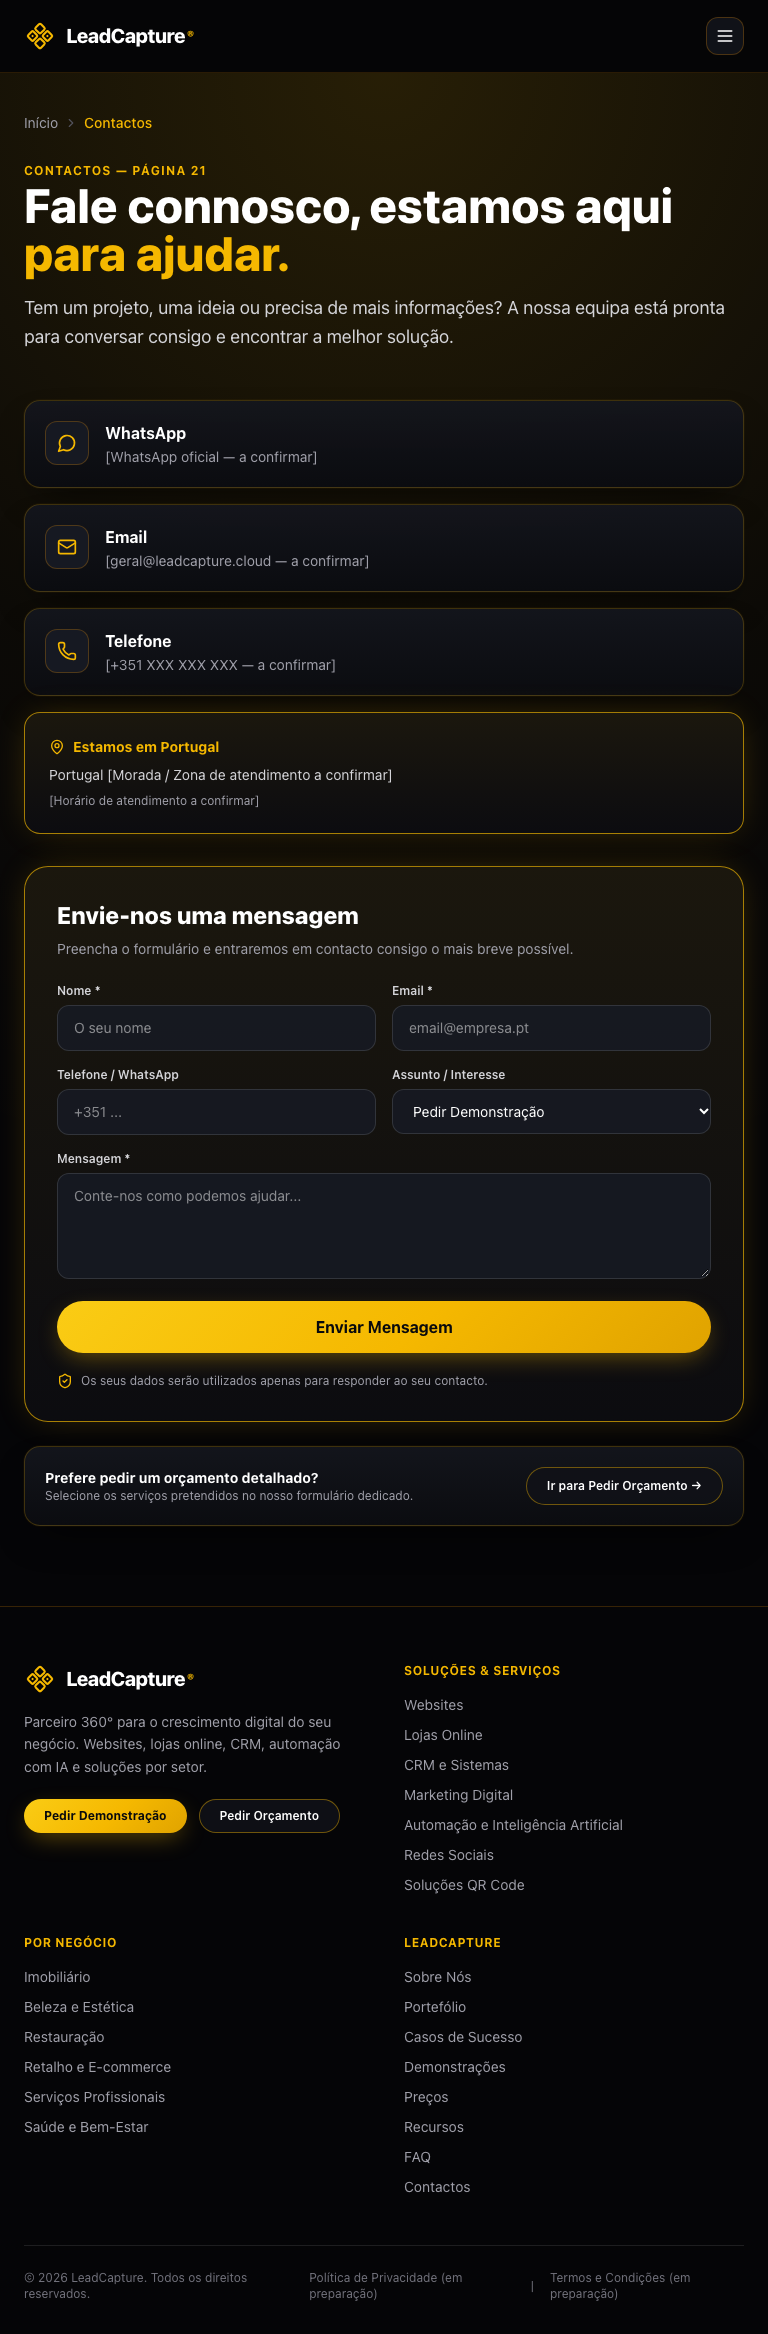 LeadCapture®
Início > Contactos
CONTACTOS — PÁGINA 21
Fale connosco, estamos aqui
para ajudar.
Tem um projeto, uma ideia ou precisa de mais informações? A nossa equipa está pronta
para conversar consigo e encontrar a melhor solução.
WhatsApp
[WhatsApp oficial — a confirmar]
Email
[geral@leadcapture.cloud — a confirmar]
Telefone
[+351 XXX XXX XXX — a confirmar]
Estamos em Portugal
Portugal [Morada / Zona de atendimento a confirmar]
[Horário de atendimento a confirmar]
Envie-nos uma mensagem
Preencha o formulário e entraremos em contacto consigo o mais breve possível.
Nome *
O seu nome
Email *
email@empresa.pt
Telefone / WhatsApp
+351 ...
Assunto / Interesse
Pedir Demonstração
Mensagem *
Conte-nos como podemos ajudar...
Enviar Mensagem
Os seus dados serão utilizados apenas para responder ao seu contacto.
Prefere pedir um orçamento detalhado?
Selecione os serviços pretendidos no nosso formulário dedicado.
Ir para Pedir Orçamento →
LeadCapture®
Parceiro 360° para o crescimento digital do seu
negócio. Websites, lojas online, CRM, automação
com IA e soluções por setor.
Pedir Demonstração
Pedir Orçamento
SOLUÇÕES & SERVIÇOS
Websites
Lojas Online
CRM e Sistemas
Marketing Digital
Automação e Inteligência Artificial
Redes Sociais
Soluções QR Code
POR NEGÓCIO
Imobiliário
Beleza e Estética
Restauração
Retalho e E-commerce
Serviços Profissionais
Saúde e Bem-Estar
LEADCAPTURE
Sobre Nós
Portefólio
Casos de Sucesso
Demonstrações
Preços
Recursos
FAQ
Contactos
© 2026 LeadCapture. Todos os direitos
reservados.
Política de Privacidade (em
preparação)
|
Termos e Condições (em
preparação)